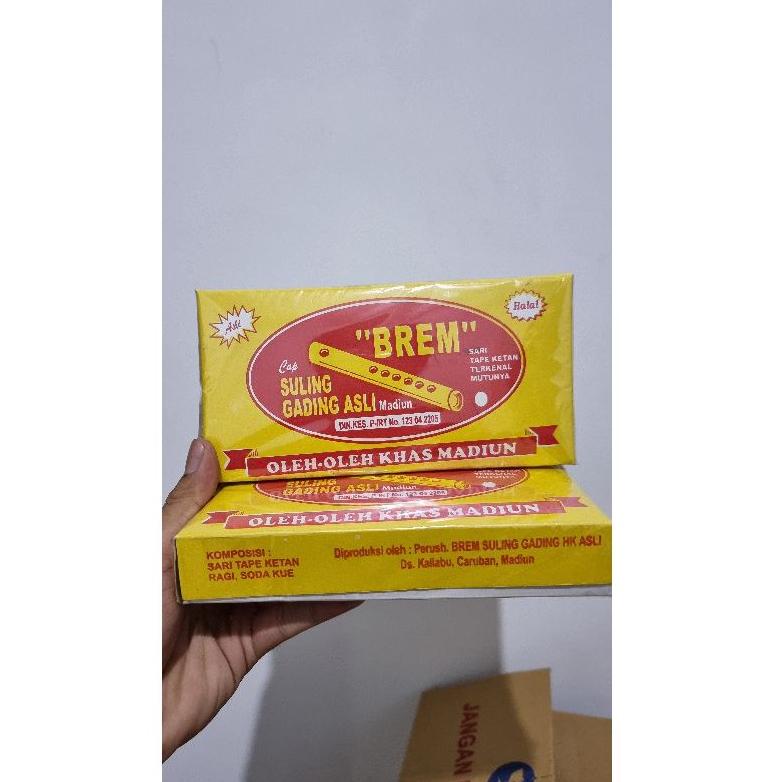 Asli
Halal
"BREM"
SARI
TAPE KETAN
TERKENAL
MUTUNYA
Cap
SULING
GADING ASLI Madiun
DIN.KES. P-IRT No. 123 04 2205
OLEH-OLEH KHAS MADIUN
SULING
GADING ASLI Madiun
TERKENAL
MUTUNYA
OLEH-OLEH KHAS MADIUN
KOMPOSISI :
SARI TAPE KETAN
RAGI, SODA KUE
Diproduksi oleh : Perush. BREM SULING GADING HK ASLI
Ds. Kaliabu, Caruban, Madiun
JANGAN